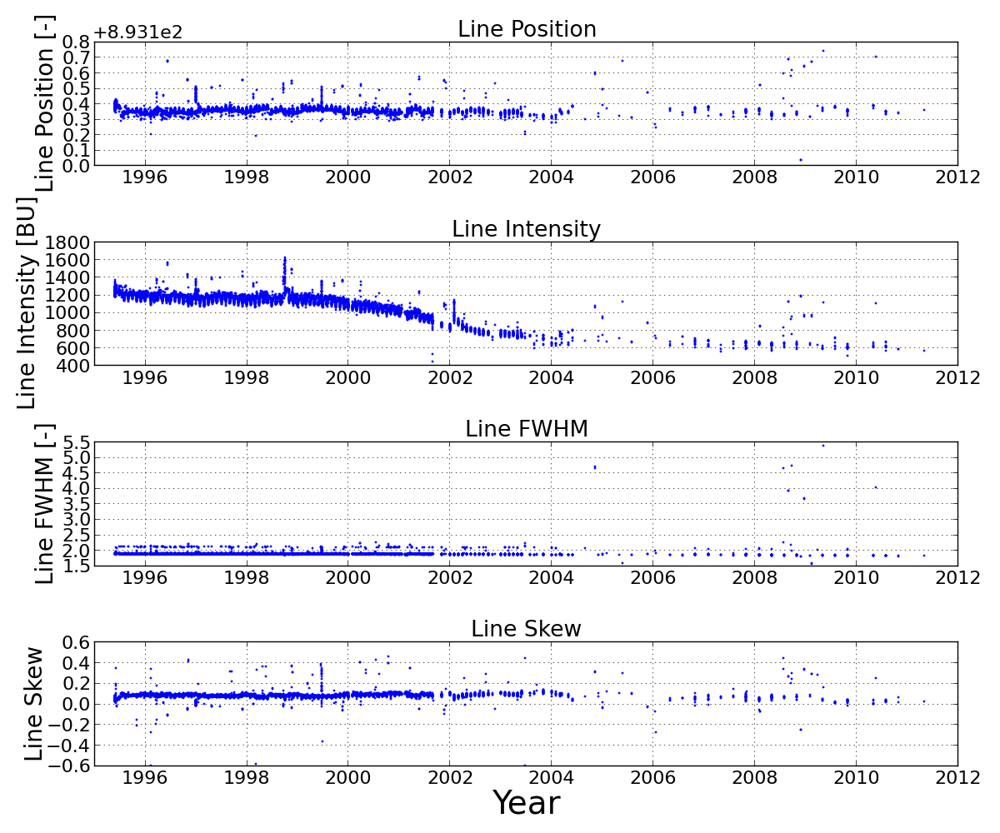 Line Position
+8.931e2
Line Position [-]
0.8
0.7
0.6
0.5
0.4
0.3
0.2
0.1
0.0
1996 1998 2000 2002 2004 2006 2008 2010 2012
Line Intensity
Line Intensity [BU]
1800
1600
1400
1200
1000
800
600
400
1996 1998 2000 2002 2004 2006 2008 2010 2012
Line FWHM
Line FWHM [-]
5.5
5.0
4.5
4.0
3.5
3.0
2.5
2.0
1.5
1996 1998 2000 2002 2004 2006 2008 2010 2012
Line Skew
Line Skew
0.6
0.4
0.2
0.0
−0.2
−0.4
−0.6
1996 1998 2000 2002 2004 2006 2008 2010 2012
Year